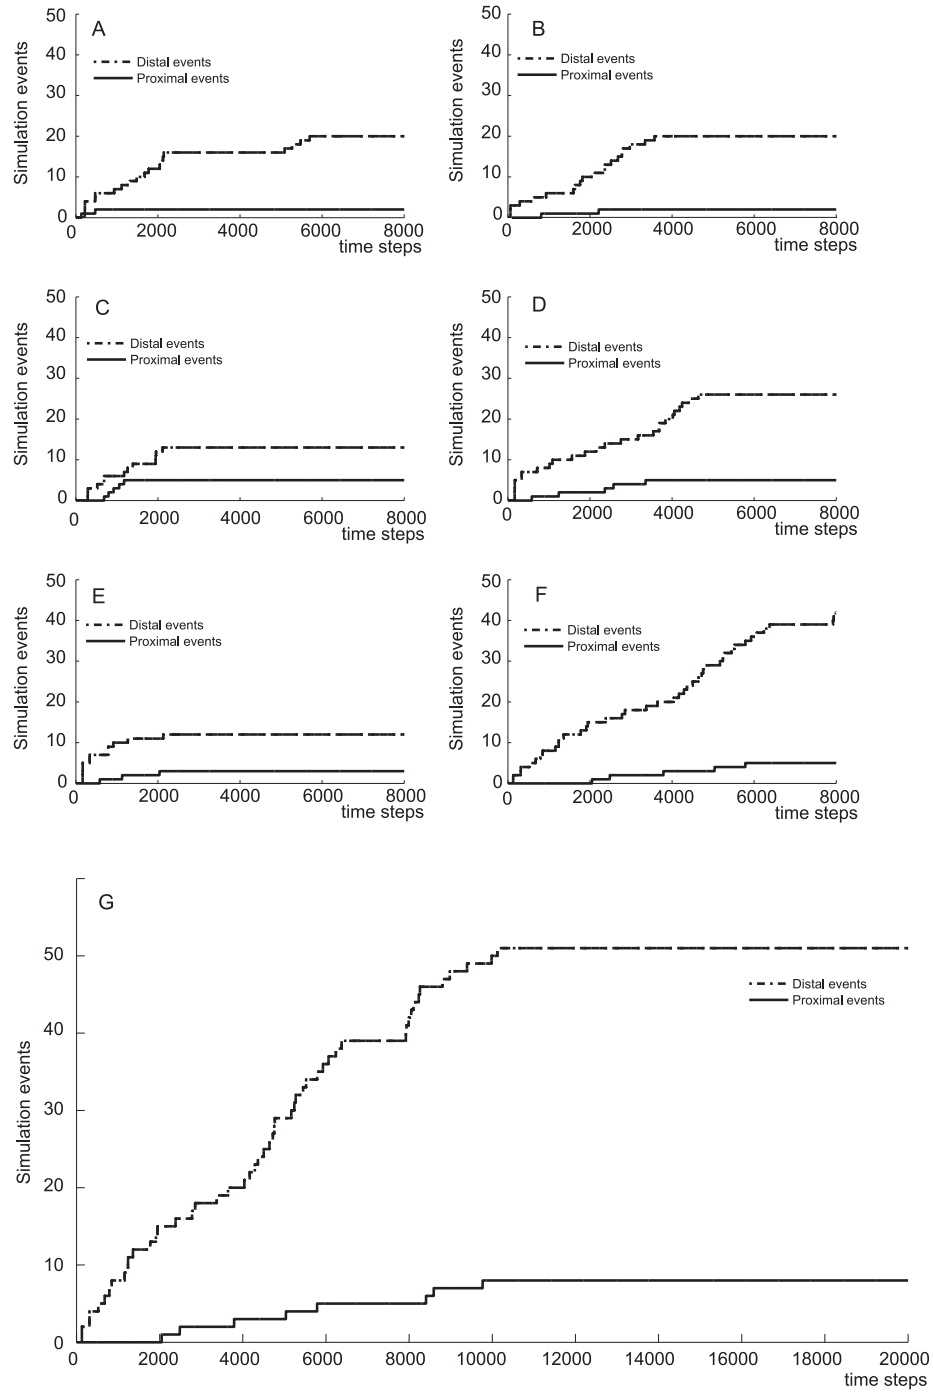 A
Simulation events
50
40
30
20
10
0
Distal events
Proximal events
0 2000 4000 6000 8000
time steps
B
Simulation events
50
40
30
20
10
0
Distal events
Proximal events
0 2000 4000 6000 8000
time steps
C
Simulation events
50
40
30
20
10
0
Distal events
Proximal events
0 2000 4000 6000 8000
time steps
D
Simulation events
50
40
30
20
10
0
Distal events
Proximal events
0 2000 4000 6000 8000
time steps
E
Simulation events
50
40
30
20
10
0
Distal events
Proximal events
0 2000 4000 6000 8000
time steps
F
Simulation events
50
40
30
20
10
0
Distal events
Proximal events
0 2000 4000 6000 8000
time steps
G
Simulation events
50
40
30
20
10
0
Distal events
Proximal events
0 2000 4000 6000 8000 10000 12000 14000 16000 18000 20000
time steps